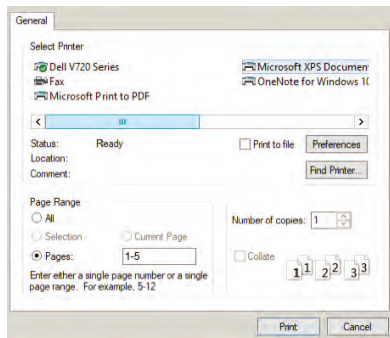 General
Select Printer
Dell V720 Series
Microsoft XPS Documen
Fax
OneNote for Windows 10
Microsoft Print to PDF
Status: Ready
Print to file
Preferences
Location:
Comment:
Find Printer...
Page Range
All
Number of copies: 1
Selection
Current Page
Pages: 1-5
Collate
Enter either a single page number or a single
page range. For example, 5-12
1 1 2 2 3 3
Print
Cancel